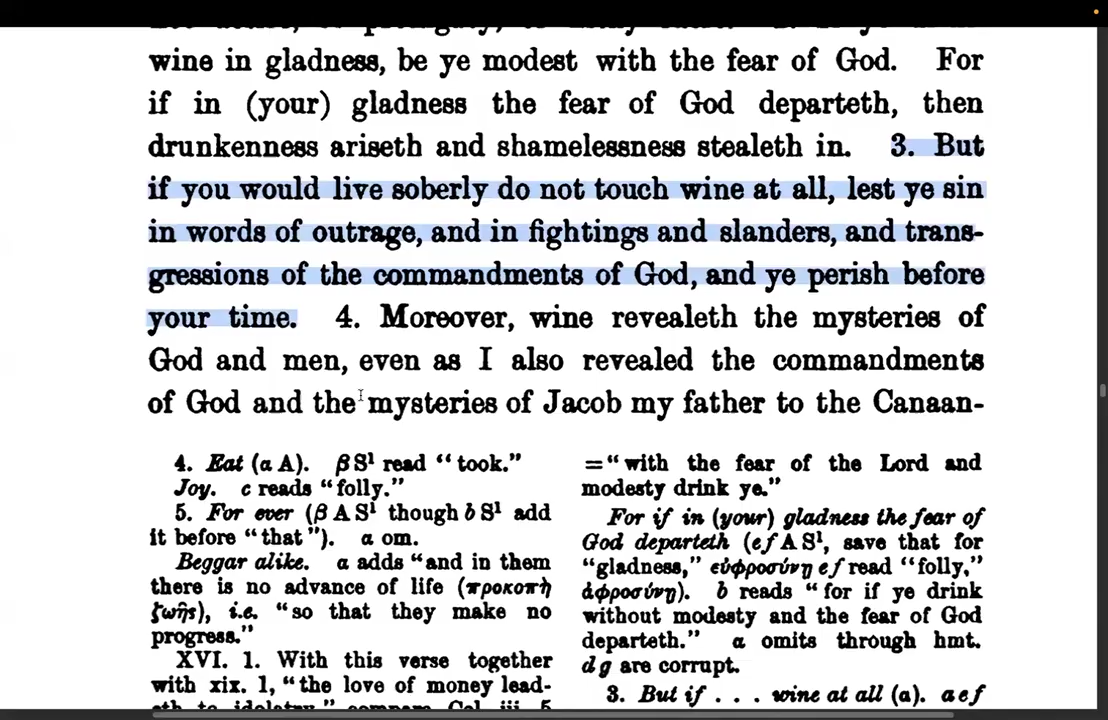 wine in gladness, be ye modest with the fear of God. For
if in (your) gladness the fear of God departeth, then
drunkenness ariseth and shamelessness stealeth in. 3. But
if you would live soberly do not touch wine at all, lest ye sin
in words of outrage, and in fightings and slanders, and trans-
gressions of the commandments of God, and ye perish before
your time. 4. Moreover, wine revealeth the mysteries of
God and men, even as I also revealed the commandments
of God and the mysteries of Jacob my father to the Canaan-
4. Eat (α A). β S¹ read "took."
Joy. c reads "folly."
5. For ever (β A S¹ though b S¹ add
it before "that"). α om.
Beggar alike. α adds "and in them
there is no advance of life (προκοπὴ
ζωῆς), i.e. "so that they make no
progress."
XVI. 1. With this verse together
with xix. 1, "the love of money lead-
eth to idolatry," compare Col. iii. 5
="with the fear of the Lord and
modesty drink ye."
For if in (your) gladness the fear of
God departeth (e f A S¹, save that for
"gladness," εὐφροσύνῃ e f read "folly,"
ἀφροσύνῃ). b reads "for if ye drink
without modesty and the fear of God
departeth." α omits through hmt.
d g are corrupt.
3. But if . . . wine at all (α). a e f